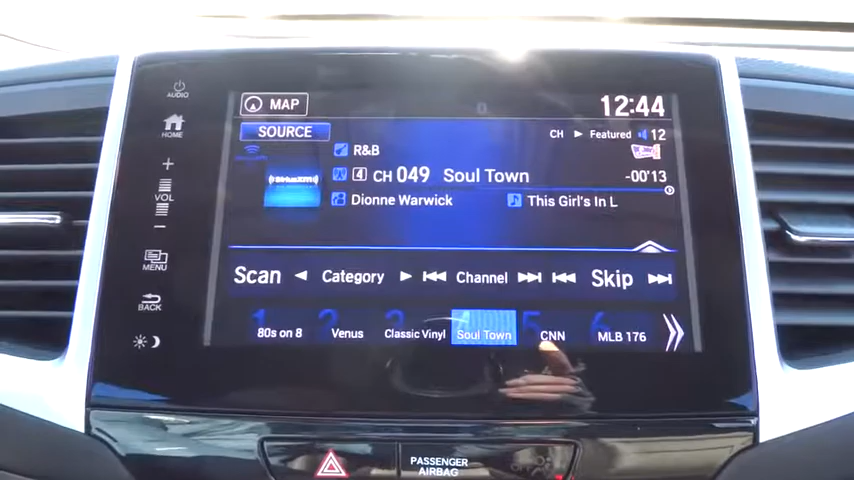 AUDIO
HOME
+
VOL
−
MENU
BACK
MAP
12:44
SOURCE
CH ▶ Featured 12
R&B
((SiriusXM))
4 CH 049 Soul Town
-00'13
Dionne Warwick
This Girl's In L
Scan ◀ Category ▶ Channel Skip
1 2 3 4 5 6
80s on 8 Venus Classic Vinyl Soul Town CNN MLB 176
PASSENGER
AIRBAG